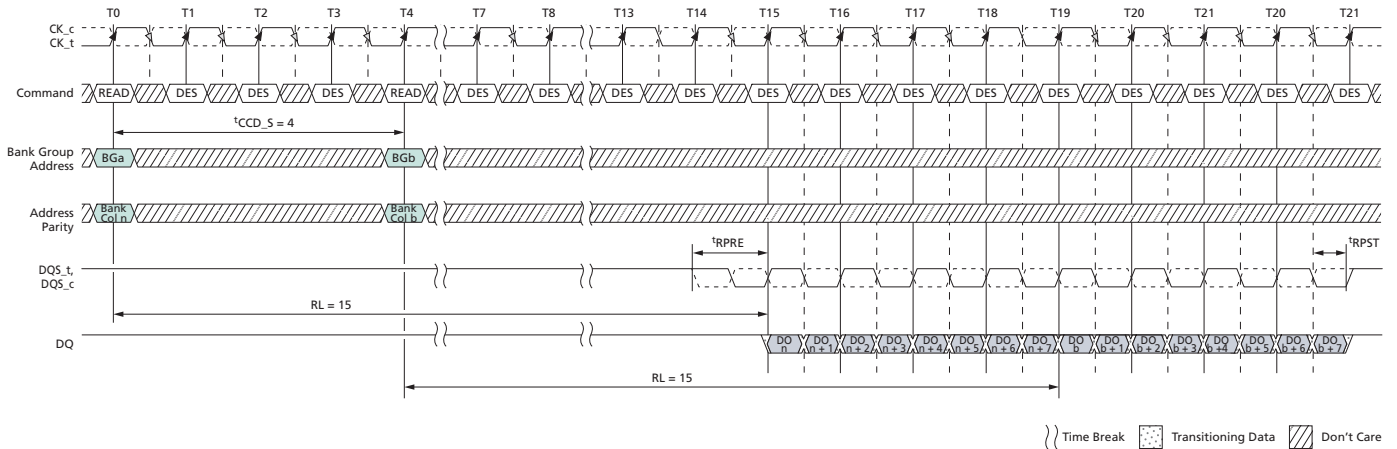 T0 T1 T2 T3 T4 T7 T8 T13 T14 T15 T16 T17 T18 T19 T20 T21 T20 T21
CK_c
CK_t
Command READ DES DES DES READ DES DES DES DES DES DES DES DES DES DES DES DES DES
tCCD_S = 4
Bank Group
Address
BGa BGb
Address
Parity
Bank
Col n
Bank
Col b
tRPRE tRPST
DQS_t,
DQS_c
RL = 15
DQ
DO
n
DO
n + 1
DO
n + 2
DO
n + 3
DO
n + 4
DO
n + 5
DO
n + 6
DO
n + 7
DO
b
DO
b + 1
DO
b + 2
DO
b + 3
DO
b + 4
DO
b + 5
DO
b + 6
DO
b + 7
RL = 15
Time Break Transitioning Data Don't Care